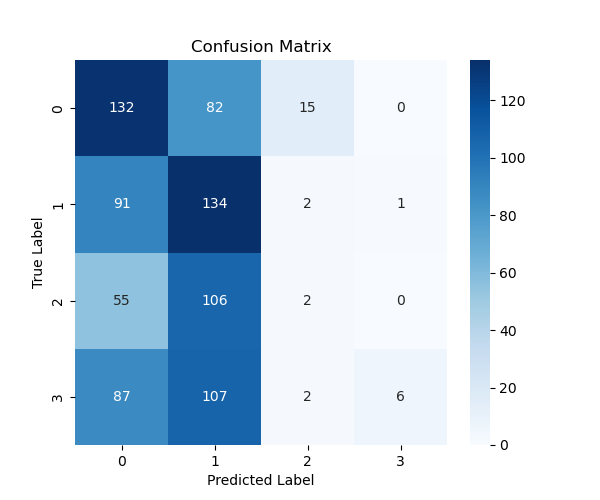 Confusion Matrix
0 132 82 15 0
1 91 134 2 1
2 55 106 2 0
3 87 107 2 6
0 1 2 3
Predicted Label
True Label
120
100
80
60
40
20
0